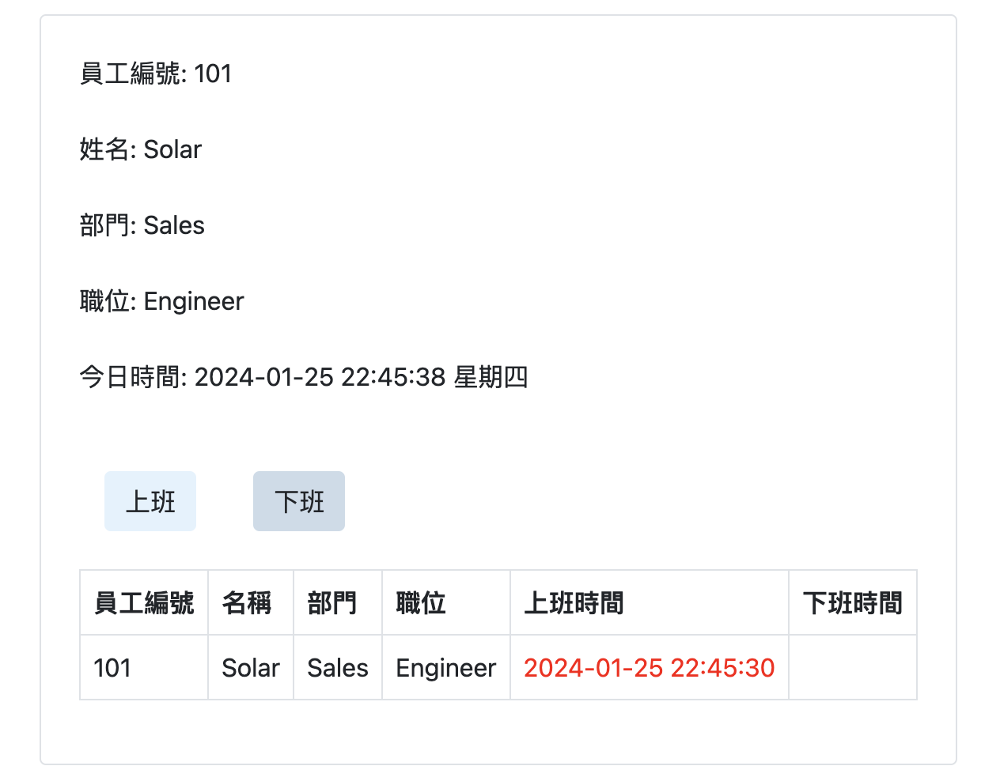 員工編號: 101
姓名: Solar
部門: Sales
職位: Engineer
今日時間: 2024-01-25 22:45:38 星期四
上班 下班
員工編號 名稱 部門 職位 上班時間 下班時間
101 Solar Sales Engineer 2024-01-25 22:45:30